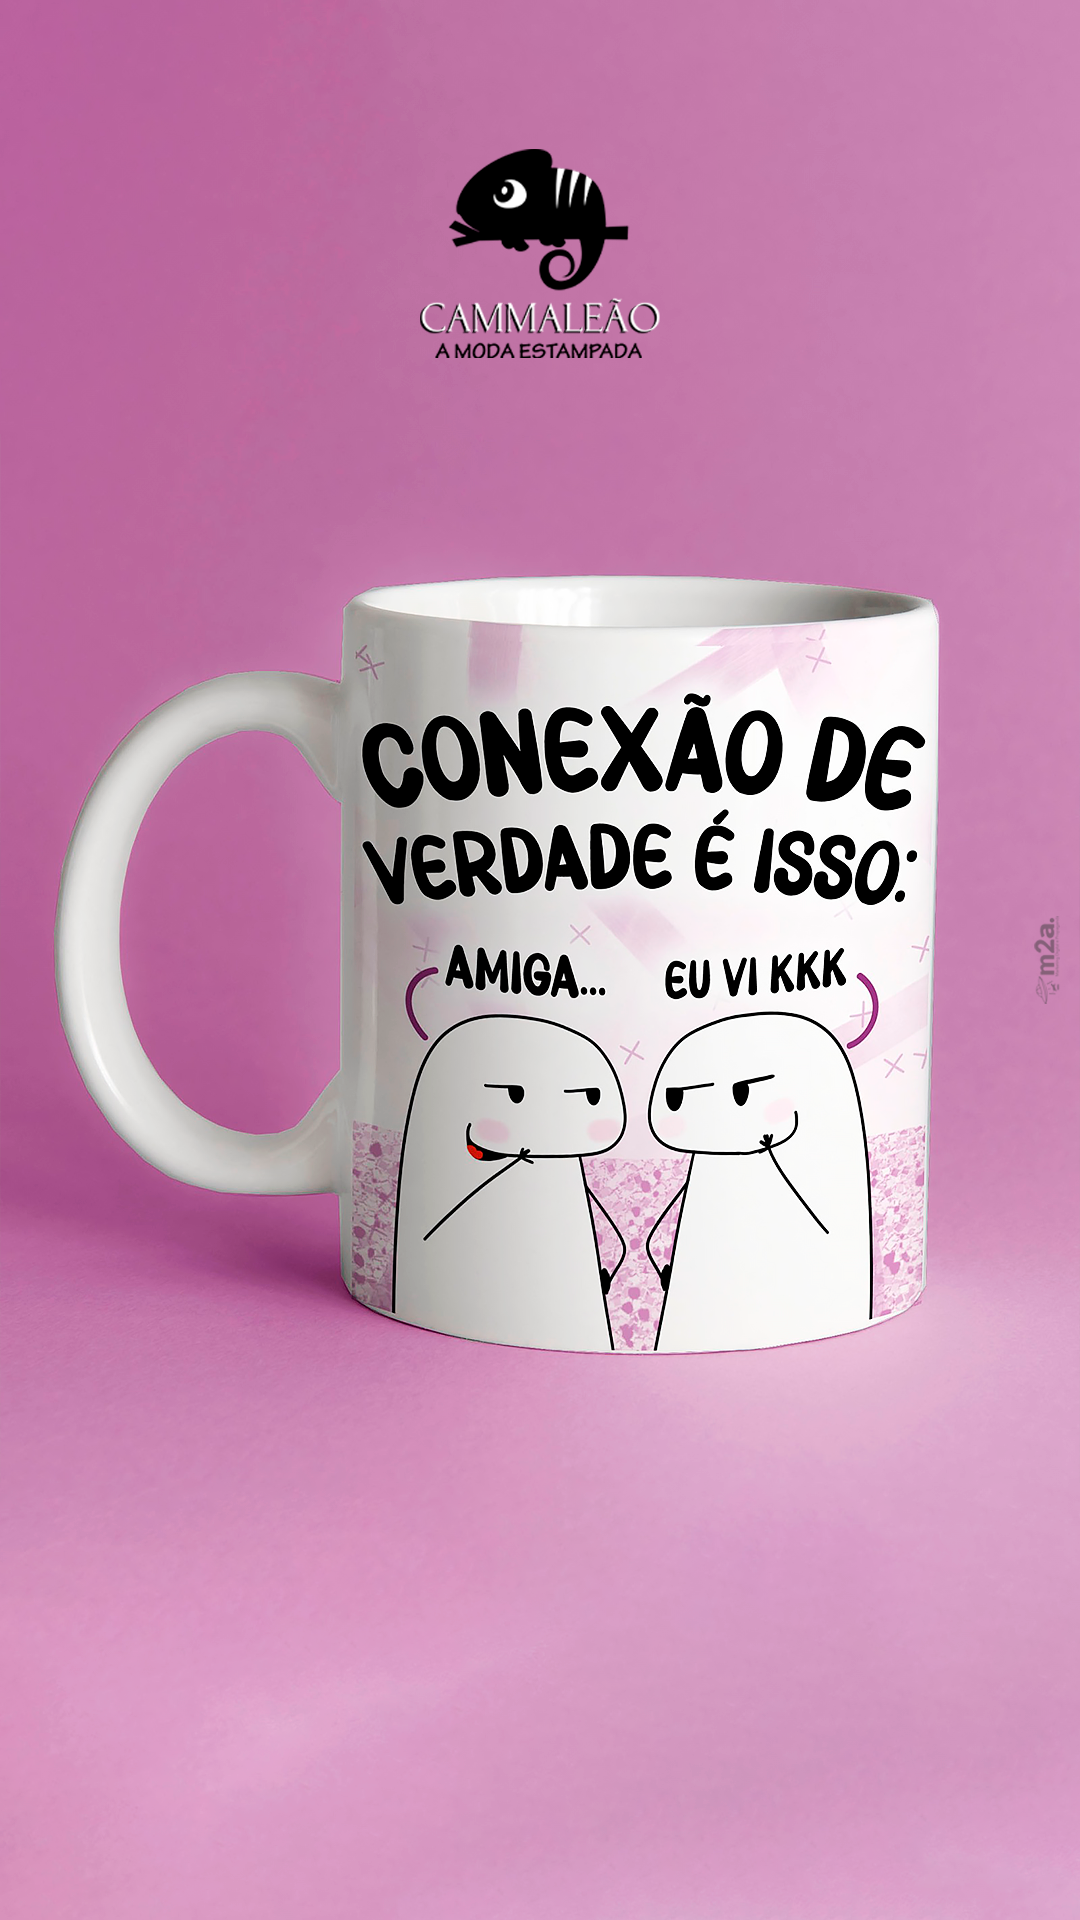 CAMMALEÃO
A MODA ESTAMPADA
CONEXÃO DE
VERDADE É ISSO:
AMIGA... EU VI KKK
m2a.